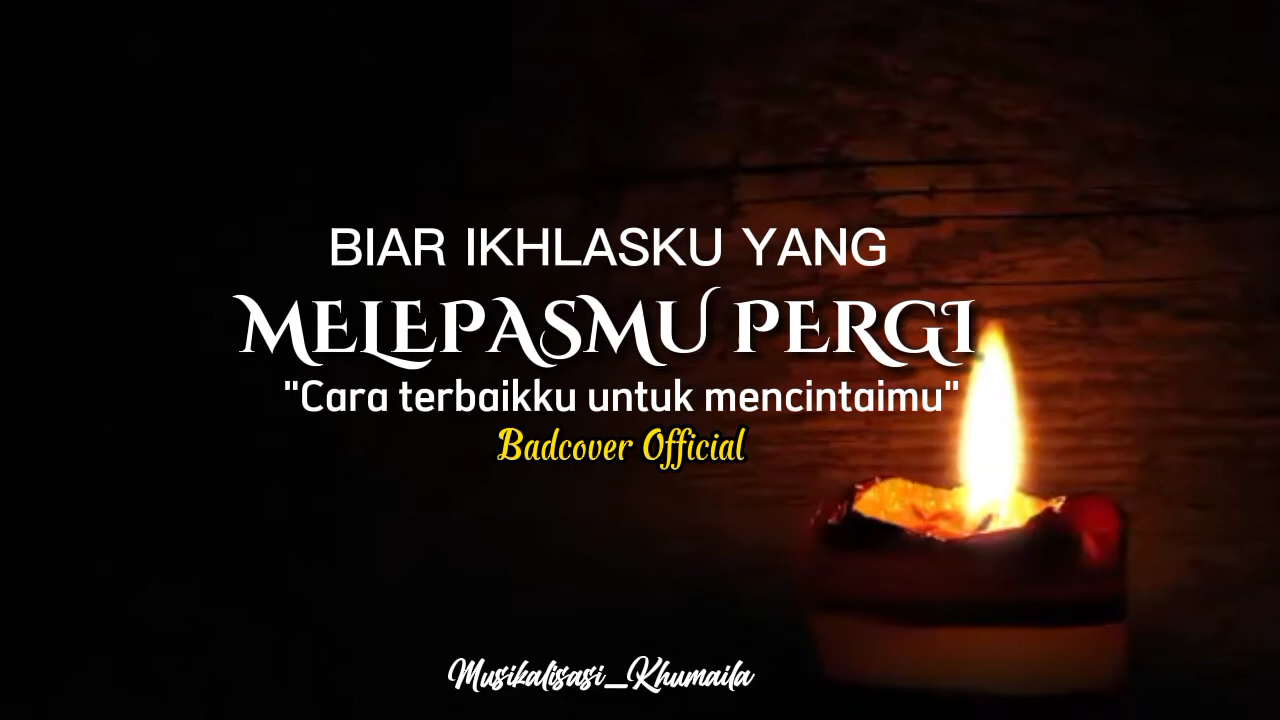 BIAR IKHLASKU YANG
MELEPASMU PERGI
"Cara terbaikku untuk mencintaimu"
Badcover Official
Musikalisasi_Khumaila